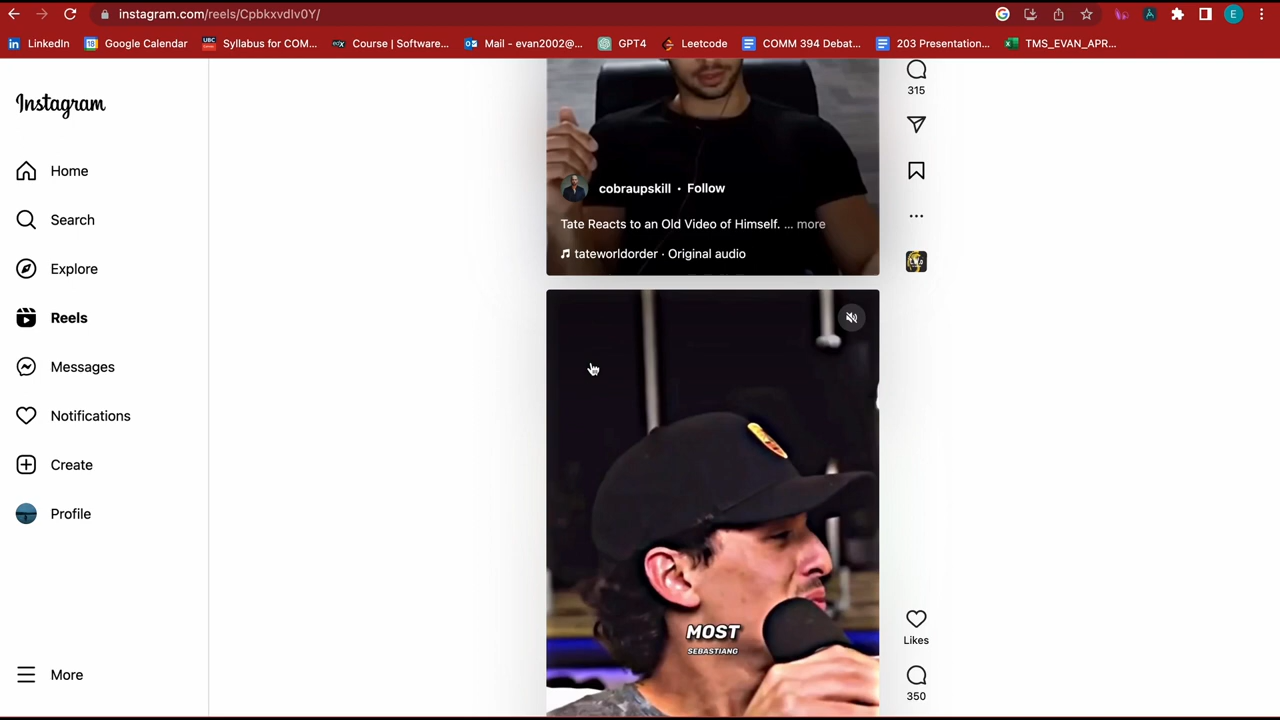 instagram.com/reels/CpbkxvdIv0Y/
E
LinkedIn
18 Google Calendar
Syllabus for COM...
Course | Software...
Mail - evan2002@...
GPT4
Leetcode
COMM 394 Debat...
203 Presentation...
TMS_EVAN_APR...
Instagram
Home
Search
Explore
Reels
Messages
Notifications
Create
Profile
More
cobraupskill • Follow
Tate Reacts to an Old Video of Himself. ... more
tateworldorder · Original audio
315
MOST
SEBASTIANG
Likes
350